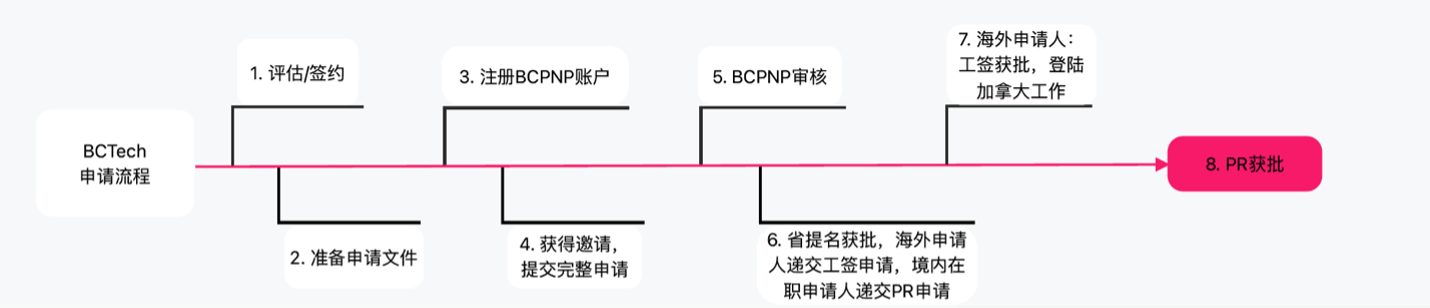 BCTech
申请流程
1. 评估/签约
2. 准备申请文件
3. 注册BCPNP账户
4. 获得邀请，
提交完整申请
5. BCPNP审核
6. 省提名获批，海外申请
人递交工签申请，境内在
职申请人递交PR申请
7. 海外申请人：
工签获批，登陆
加拿大工作
8. PR获批